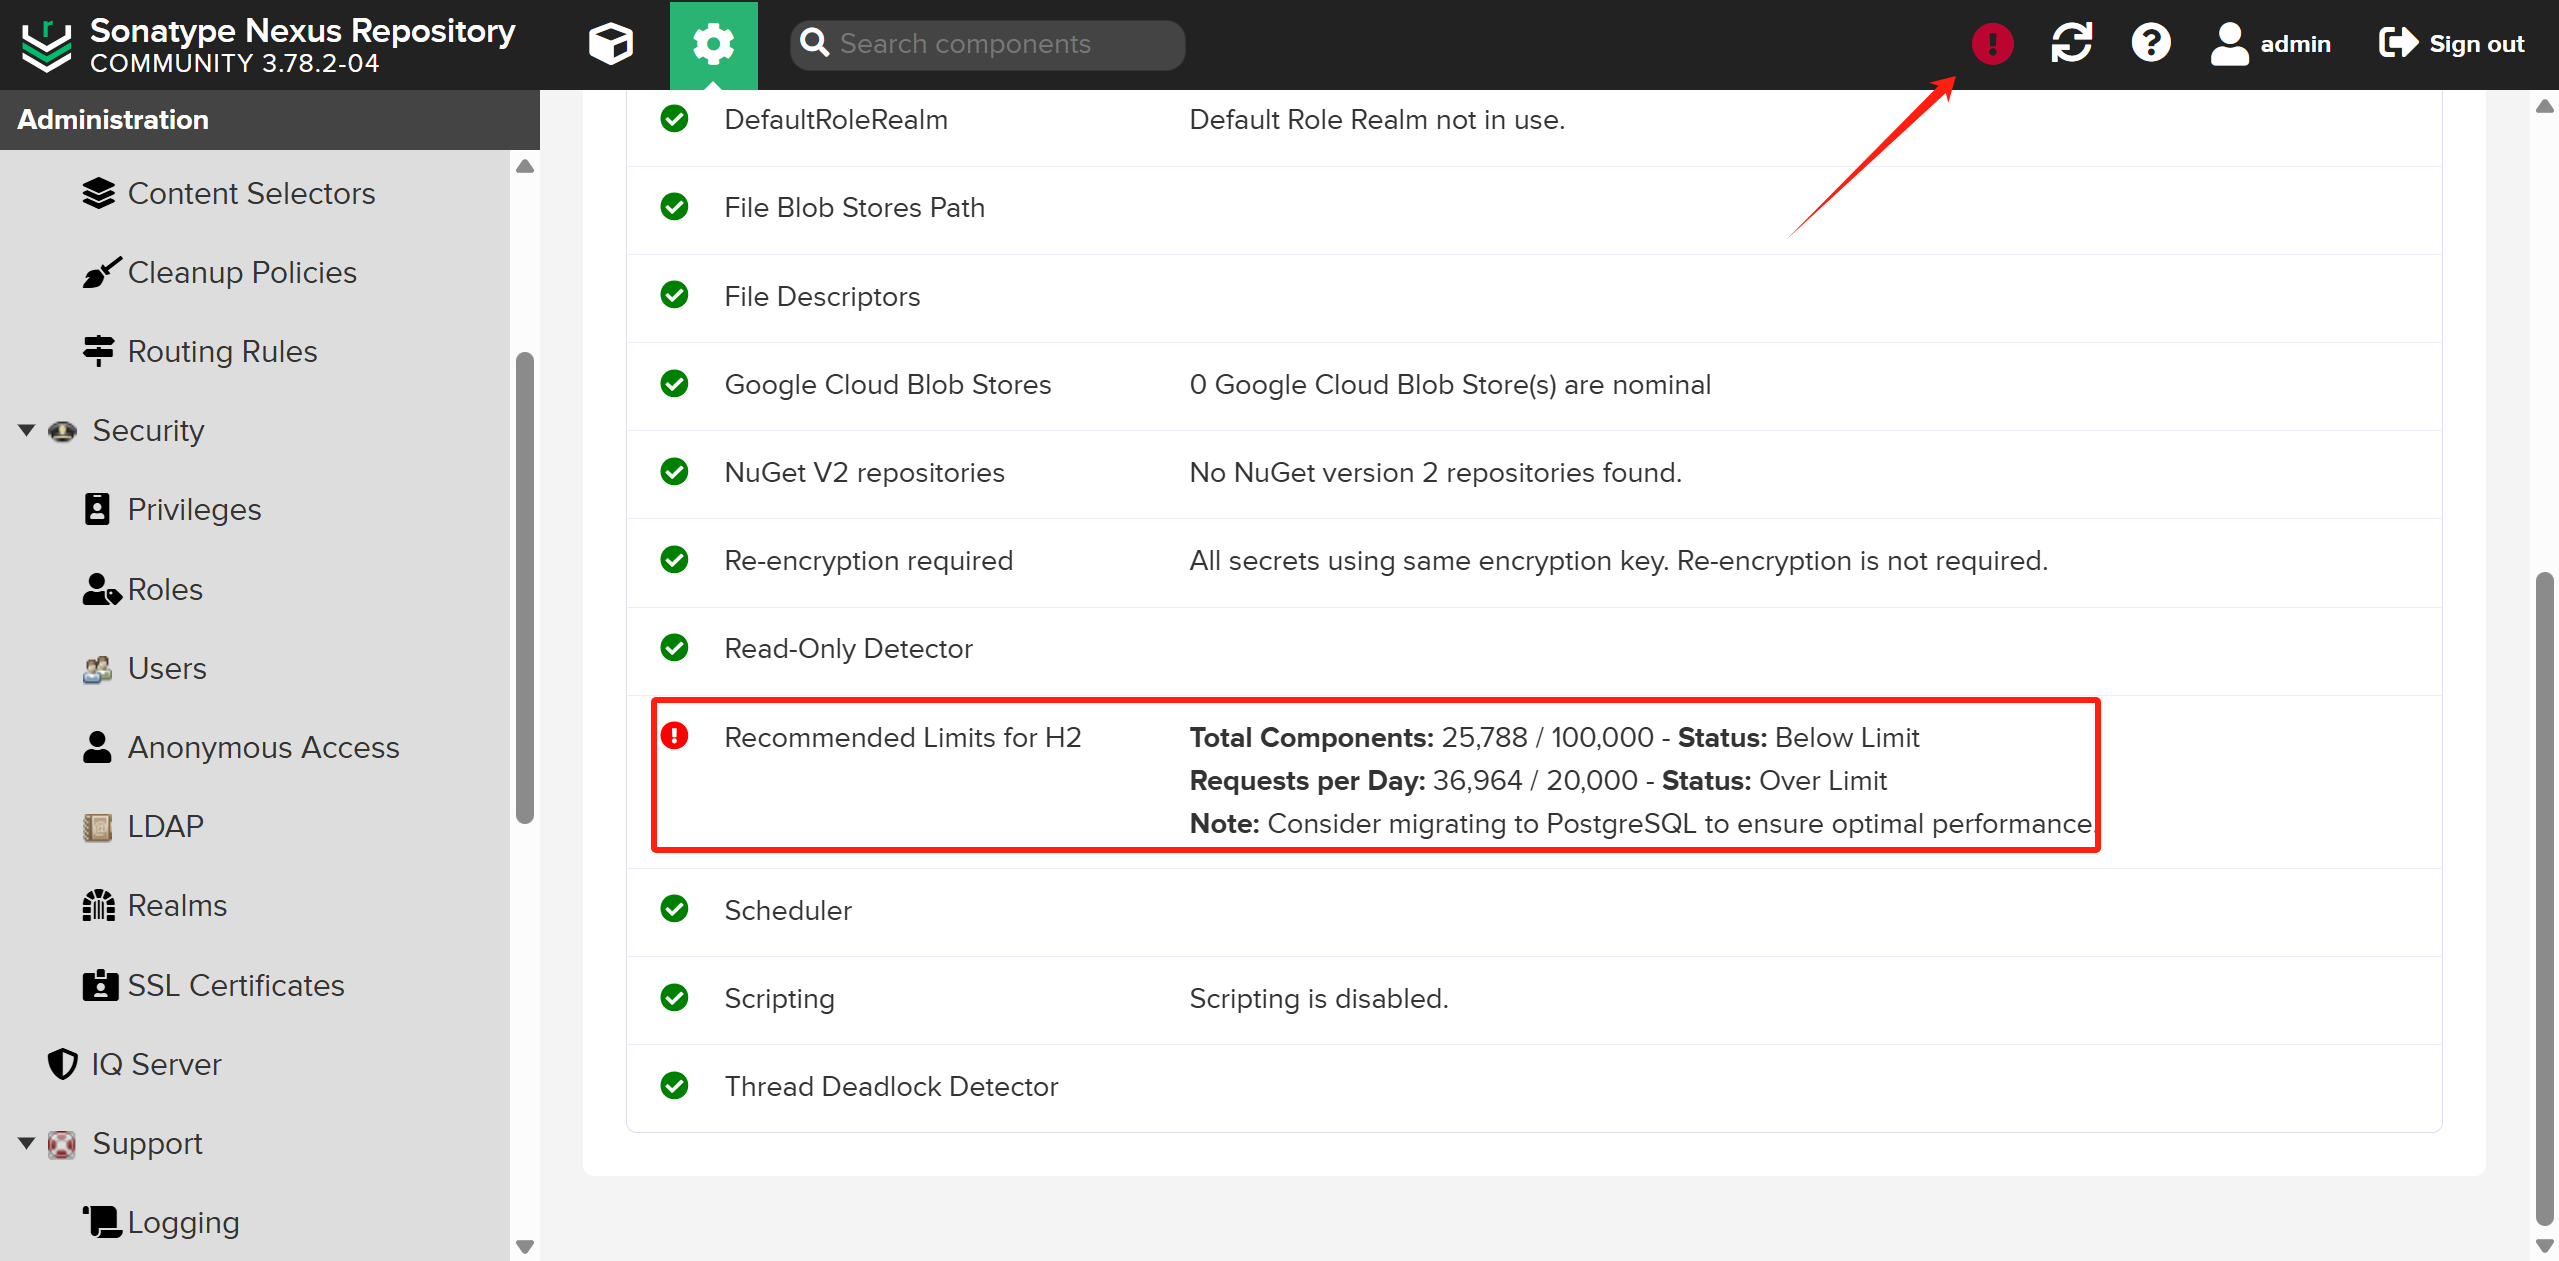 Sonatype Nexus Repository
COMMUNITY 3.78.2-04
Search components
admin
Sign out
Administration
Content Selectors
Cleanup Policies
Routing Rules
Security
Privileges
Roles
Users
Anonymous Access
LDAP
Realms
SSL Certificates
IQ Server
Support
Logging
DefaultRoleRealm Default Role Realm not in use.
File Blob Stores Path
File Descriptors
Google Cloud Blob Stores 0 Google Cloud Blob Store(s) are nominal
NuGet V2 repositories No NuGet version 2 repositories found.
Re-encryption required All secrets using same encryption key. Re-encryption is not required.
Read-Only Detector
Recommended Limits for H2 Total Components: 25,788 / 100,000 - Status: Below Limit
Requests per Day: 36,964 / 20,000 - Status: Over Limit
Note: Consider migrating to PostgreSQL to ensure optimal performance.
Scheduler
Scripting Scripting is disabled.
Thread Deadlock Detector